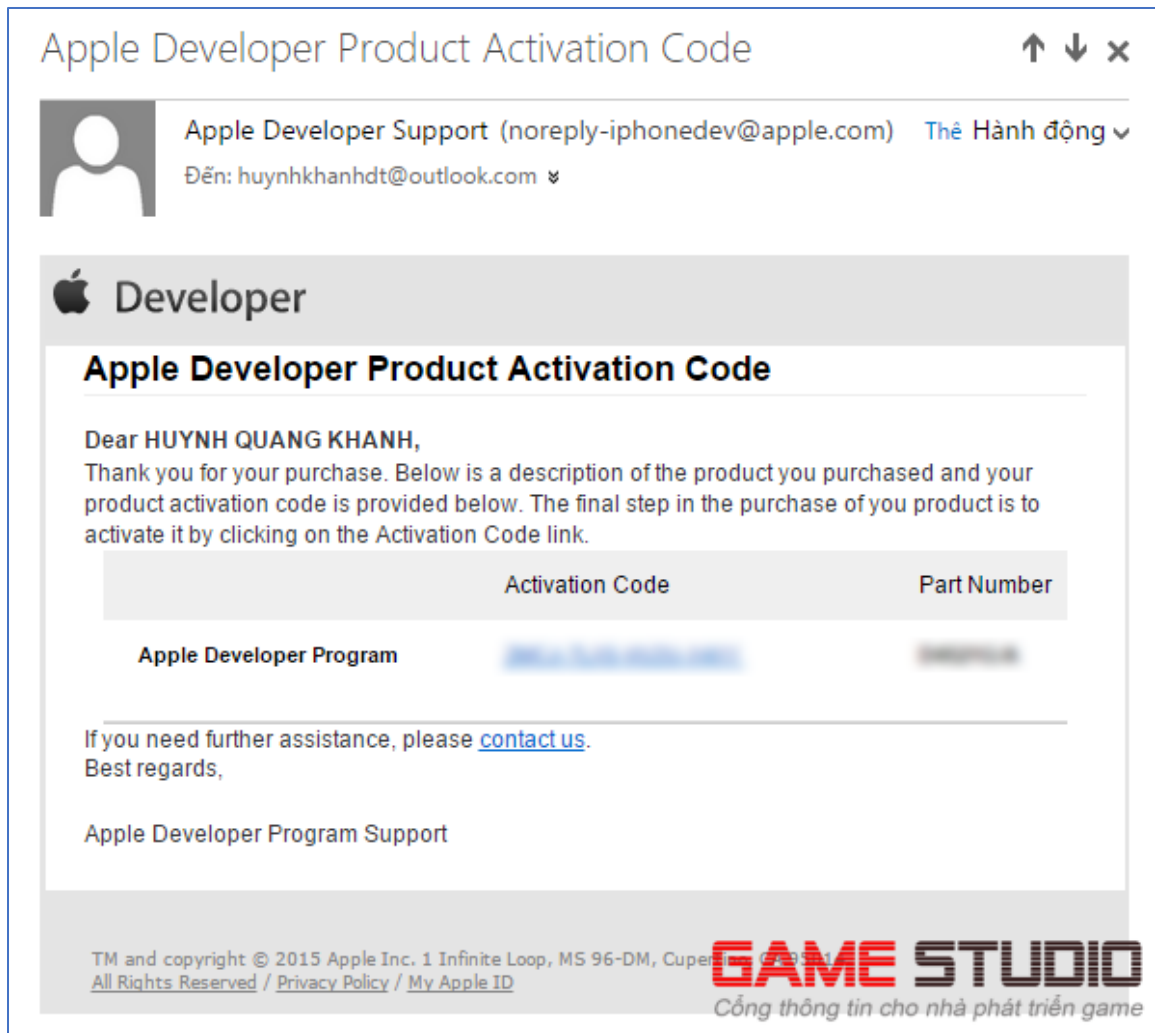 Apple Developer Product Activation Code
Apple Developer Support (noreply-iphonedev@apple.com) Thê Hành động
Đến: huynhkhanhdt@outlook.com
Developer
Apple Developer Product Activation Code
Dear HUYNH QUANG KHANH,
Thank you for your purchase. Below is a description of the product you purchased and your
product activation code is provided below. The final step in the purchase of you product is to
activate it by clicking on the Activation Code link.
Activation Code Part Number
Apple Developer Program
If you need further assistance, please contact us.
Best regards,
Apple Developer Program Support
TM and copyright © 2015 Apple Inc. 1 Infinite Loop, MS 96-DM,
All Rights Reserved / Privacy Policy / My Apple ID
GAME STUDIO
Cổng thông tin cho nhà phát triển game